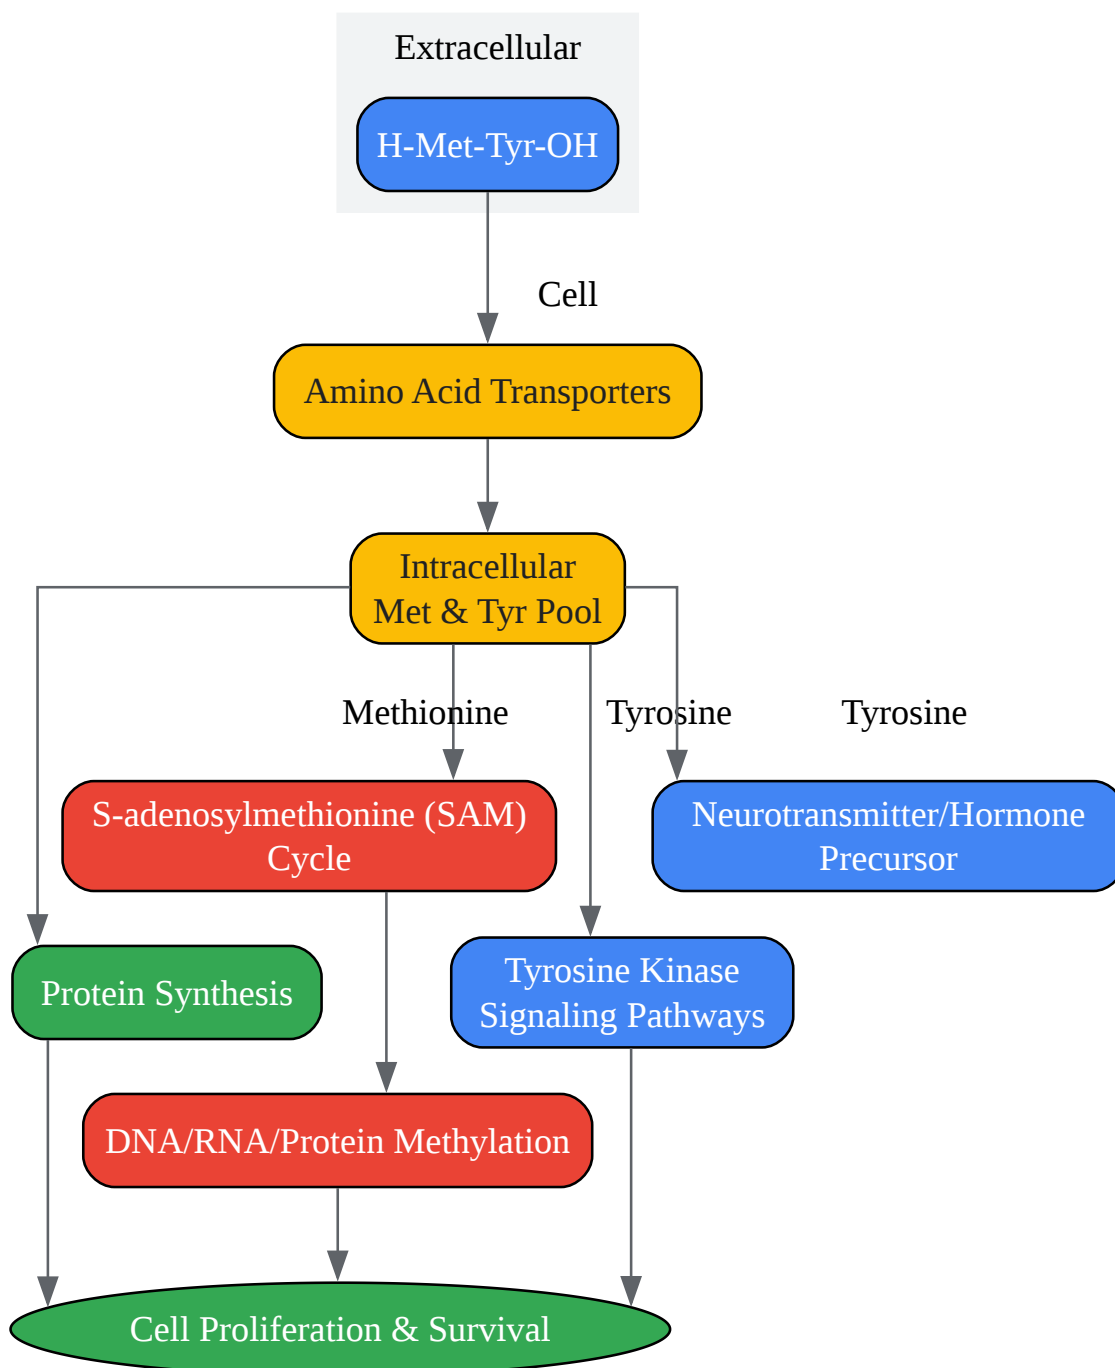 Extracellular
H-Met-Tyr-OH
Cell
Amino Acid Transporters
Intracellular
Met & Tyr Pool
Methionine
Tyrosine
Tyrosine
S-adenosylmethionine (SAM)
Cycle
Neurotransmitter/Hormone
Precursor
Protein Synthesis
Tyrosine Kinase
Signaling Pathways
DNA/RNA/Protein Methylation
Cell Proliferation & Survival